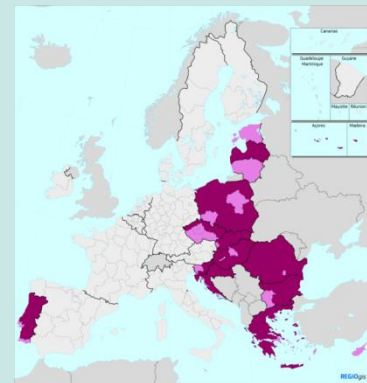 Canarias
Guadeloupe
Martinique
Guyane
Mayotte
Réunion
Açores
Madeira
REGIOgis